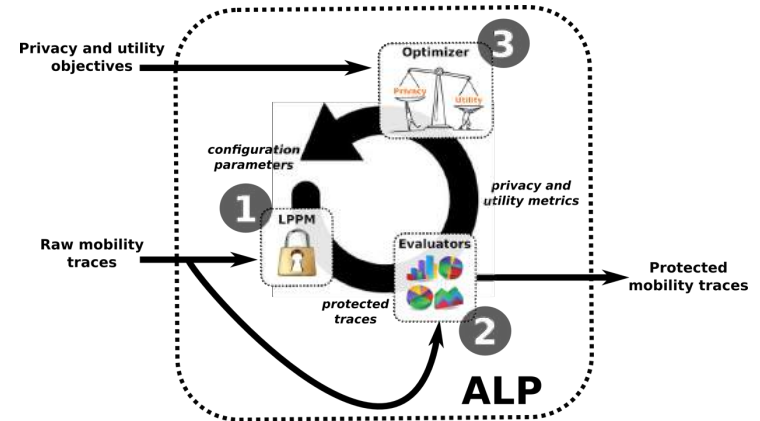 Privacy and utility
objectives
3
Optimizer
Privacy
Utility
configuration
parameters
privacy and
utility metrics
1
LPPM
Raw mobility
traces
Evaluators
Protected
mobility traces
protected
traces
2
ALP